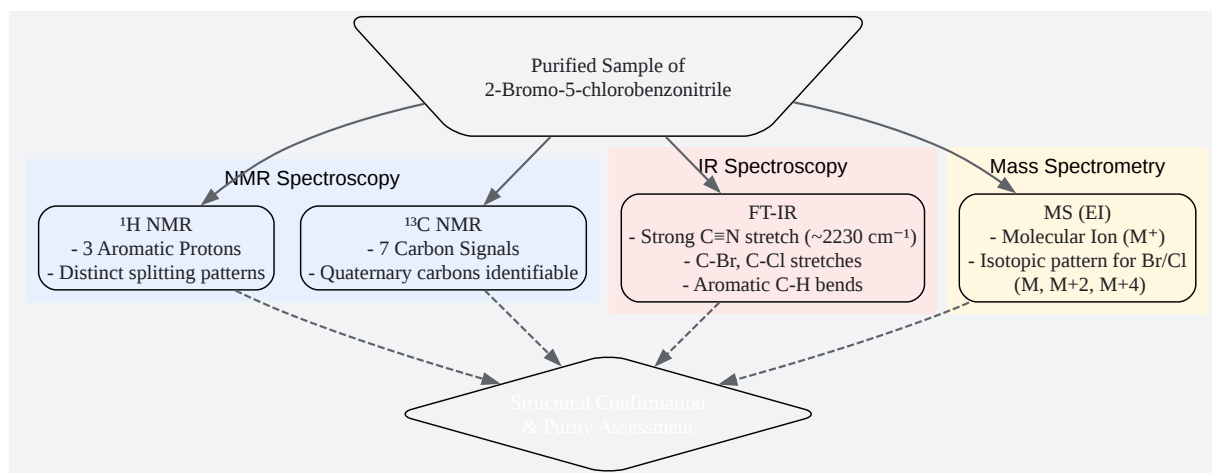 Purified Sample of
2-Bromo-5-chlorobenzonitrile
NMR Spectroscopy
¹H NMR
- 3 Aromatic Protons
- Distinct splitting patterns
¹³C NMR
- 7 Carbon Signals
- Quaternary carbons identifiable
IR Spectroscopy
FT-IR
- Strong C≡N stretch (~2230 cm⁻¹)
- C-Br, C-Cl stretches
- Aromatic C-H bends
Mass Spectrometry
MS (EI)
- Molecular Ion (M⁺)
- Isotopic pattern for Br/Cl
(M, M+2, M+4)
Structural Confirmation
& Purity Assessment